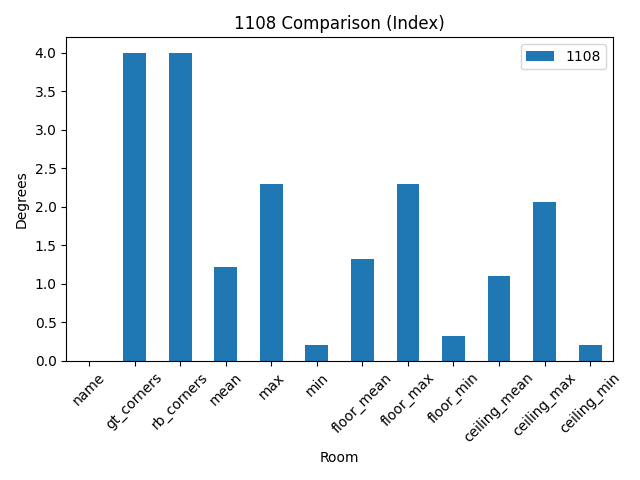 1108 Comparison (Index)
1108
Degrees
4.0
3.5
3.0
2.5
2.0
1.5
1.0
0.5
0.0
name
gt_corners
rb_corners
mean
max
min
floor_mean
floor_max
floor_min
ceiling_mean
ceiling_max
ceiling_min
Room